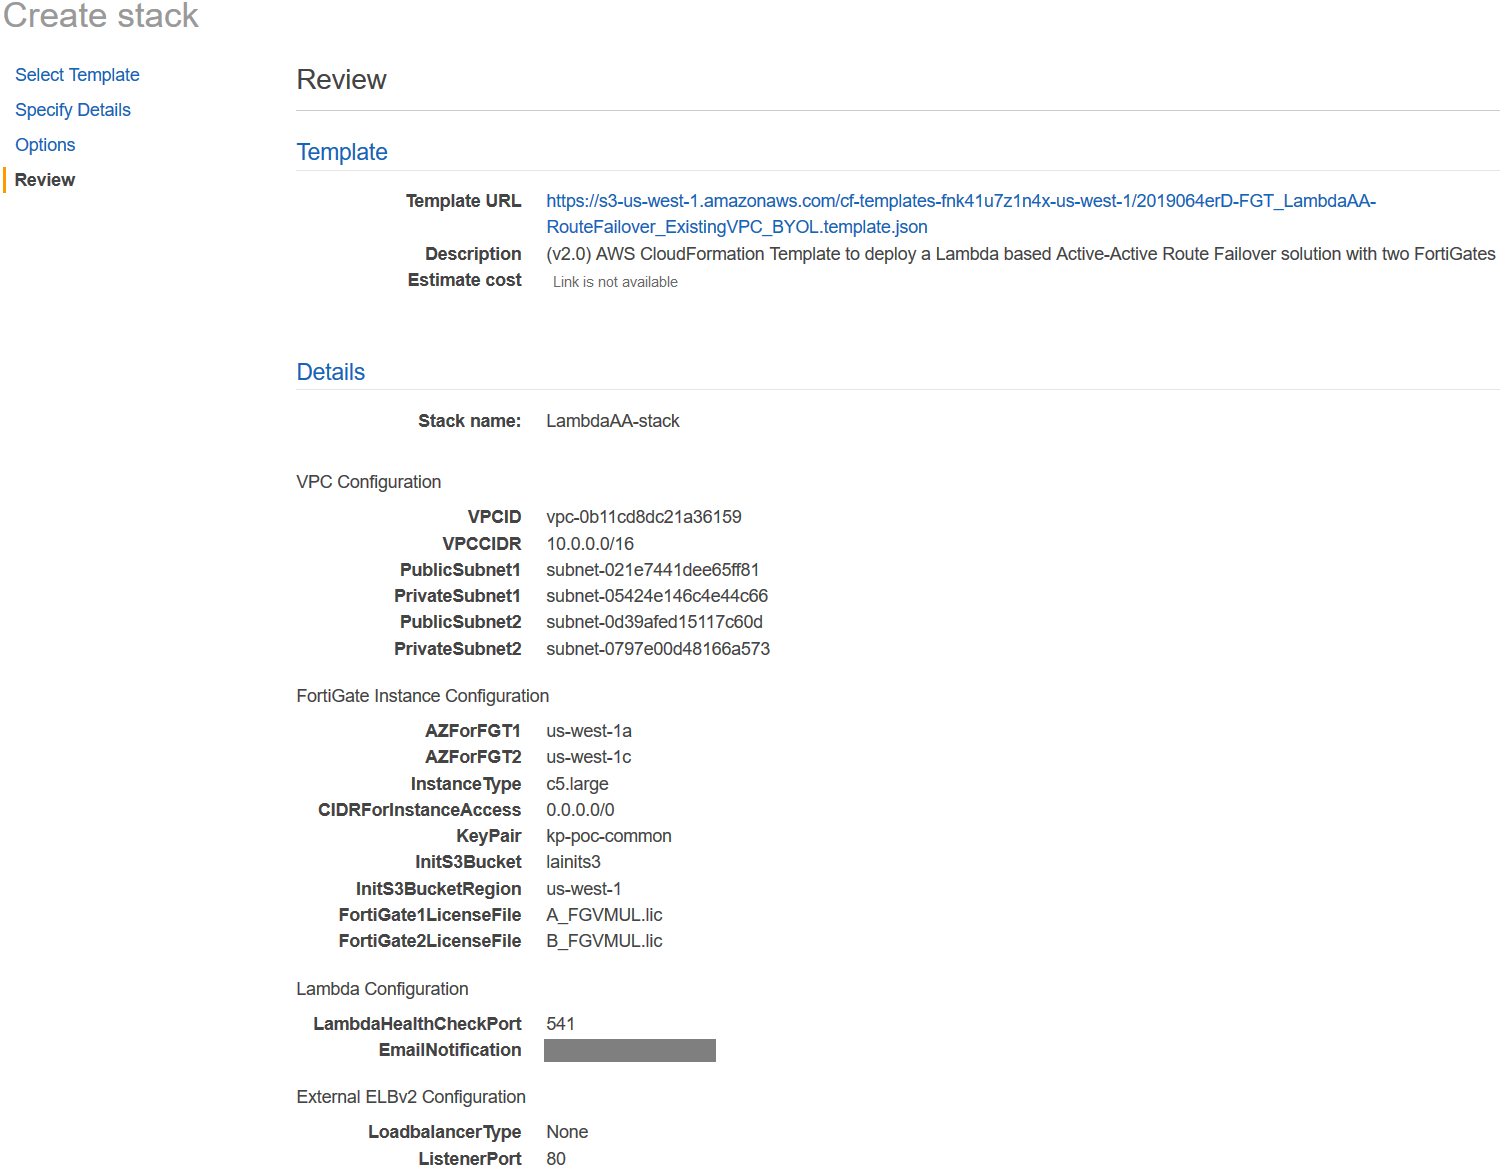 Create stack
Select Template
Specify Details
Options
Review
Review
Template
Template URL https://s3-us-west-1.amazonaws.com/cf-templates-fnk41u7z1n4x-us-west-1/2019064erD-FGT_LambdaAA-
RouteFailover_ExistingVPC_BYOL.template.json
Description (v2.0) AWS CloudFormation Template to deploy a Lambda based Active-Active Route Failover solution with two FortiGates
Estimate cost Link is not available
Details
Stack name: LambdaAA-stack
VPC Configuration
VPCID vpc-0b11cd8dc21a36159
VPCCIDR 10.0.0.0/16
PublicSubnet1 subnet-021e7441dee65ff81
PrivateSubnet1 subnet-05424e146c4e44c66
PublicSubnet2 subnet-0d39afed15117c60d
PrivateSubnet2 subnet-0797e00d48166a573
FortiGate Instance Configuration
AZForFGT1 us-west-1a
AZForFGT2 us-west-1c
InstanceType c5.large
CIDRForInstanceAccess 0.0.0.0/0
KeyPair kp-poc-common
InitS3Bucket lainits3
InitS3BucketRegion us-west-1
FortiGate1LicenseFile A_FGVMUL.lic
FortiGate2LicenseFile B_FGVMUL.lic
Lambda Configuration
LambdaHealthCheckPort 541
EmailNotification
External ELBv2 Configuration
LoadbalancerType None
ListenerPort 80